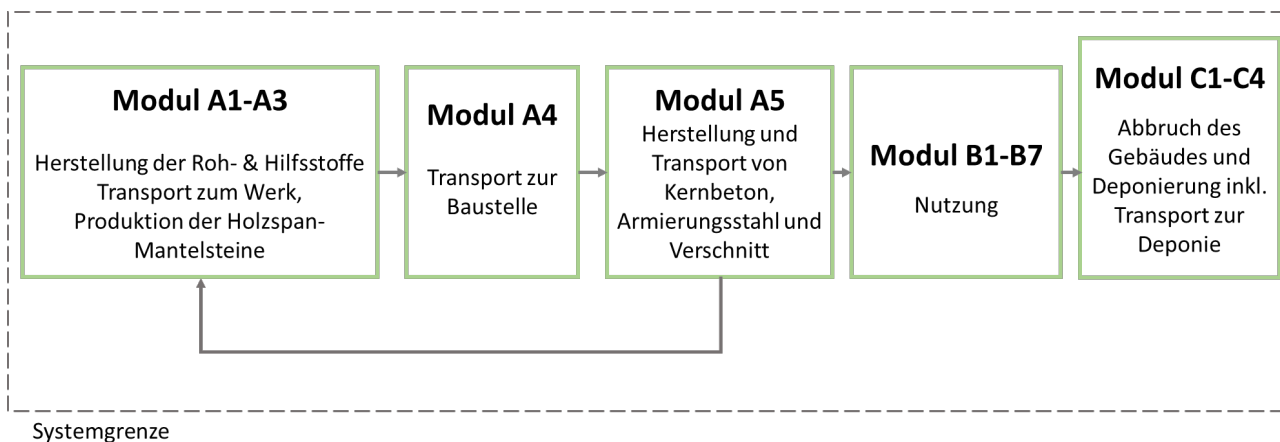 Modul A1-A3
Herstellung der Roh- & Hilfsstoffe
Transport zum Werk,
Produktion der Holzspan-
Mantelsteine
Modul A4
Transport zur
Baustelle
Modul A5
Herstellung und
Transport von
Kernbeton,
Armierungsstahl und
Verschnitt
Modul B1-B7
Nutzung
Modul C1-C4
Abbruch des
Gebäudes und
Deponierung inkl.
Transport zur
Deponie
Systemgrenze